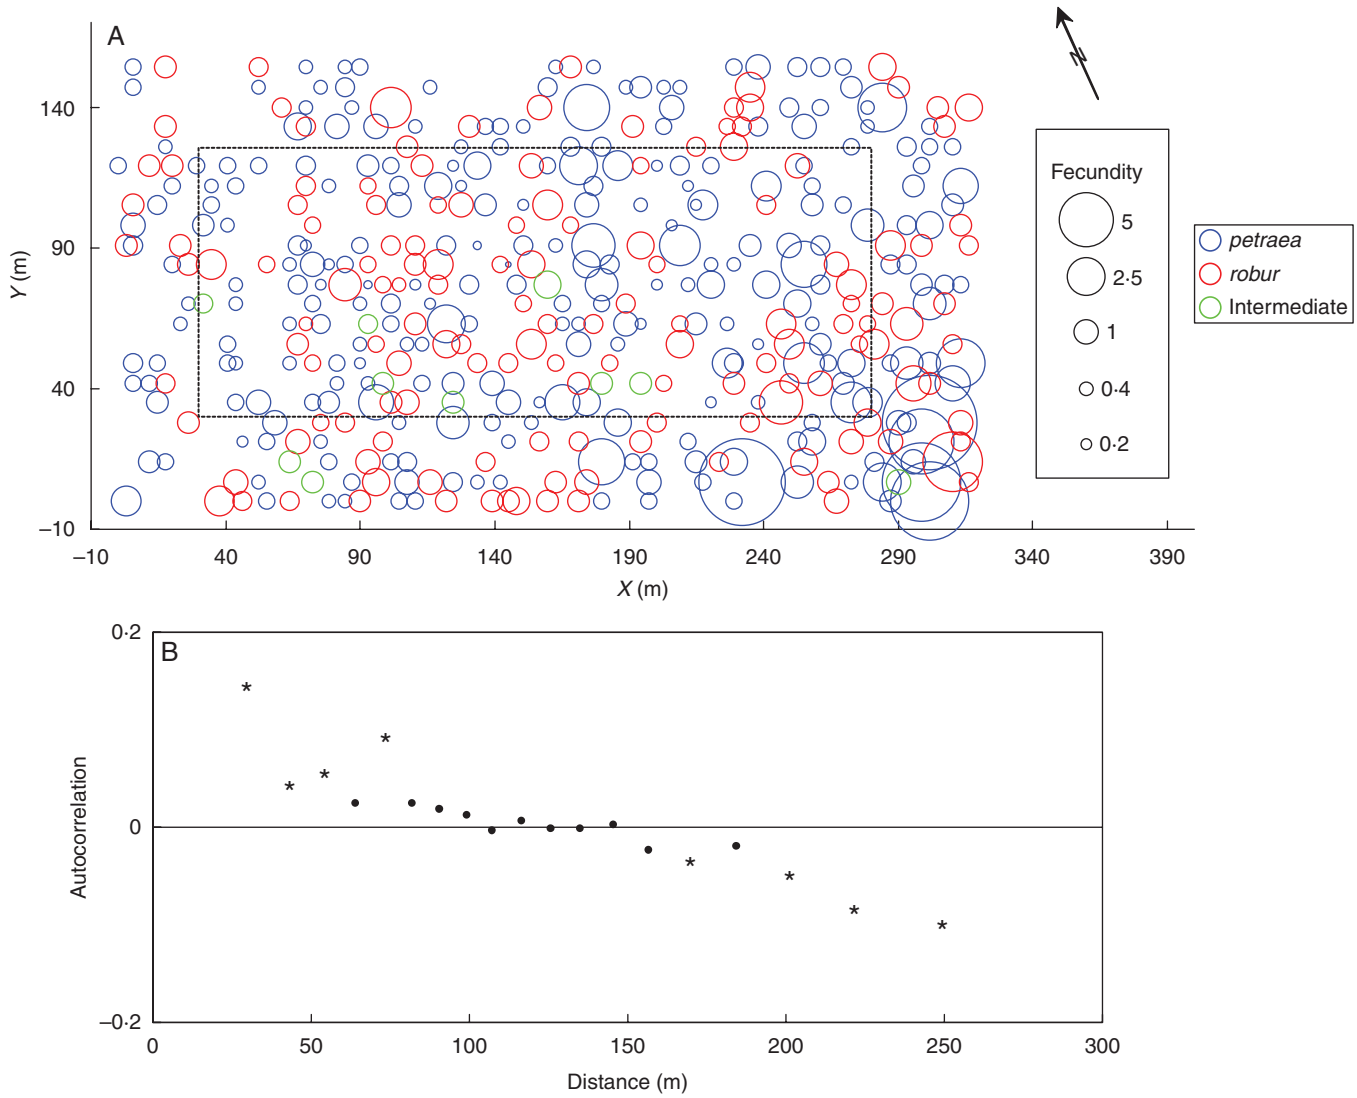 A
140
90
40
–10
Y (m)
–10 40 90 140 190 240 290 340 390
X (m)
Fecundity
5
2·5
1
0·4
0·2
petraea
robur
Intermediate
B
0·2
0
–0·2
Autocorrelation
0 50 100 150 200 250 300
Distance (m)